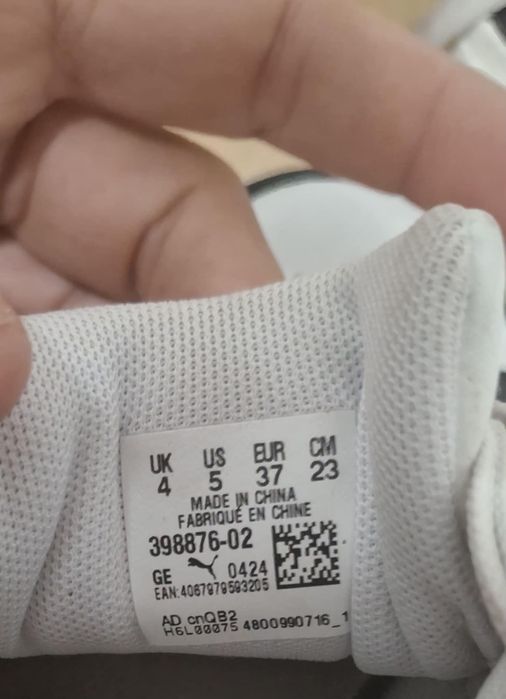 UK US EUR CM
4 5 37 23
MADE IN CHINA
FABRIQUÉ EN CHINE
398876-02
GE 0424
EAN:4067979593205
AD cnQB2
H6L00075 4800990716_1